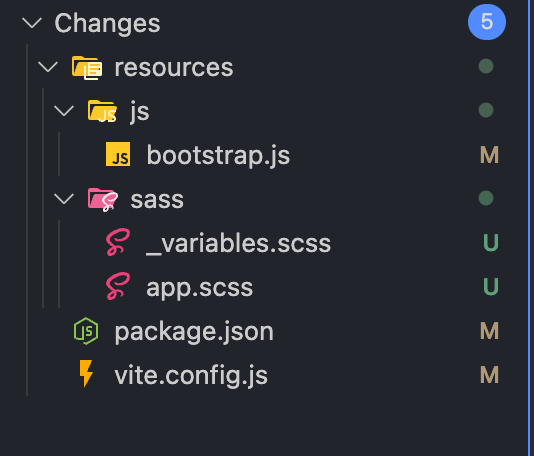 Changes 5
resources
js
bootstrap.js M
sass
_variables.scss U
app.scss U
package.json M
vite.config.js M